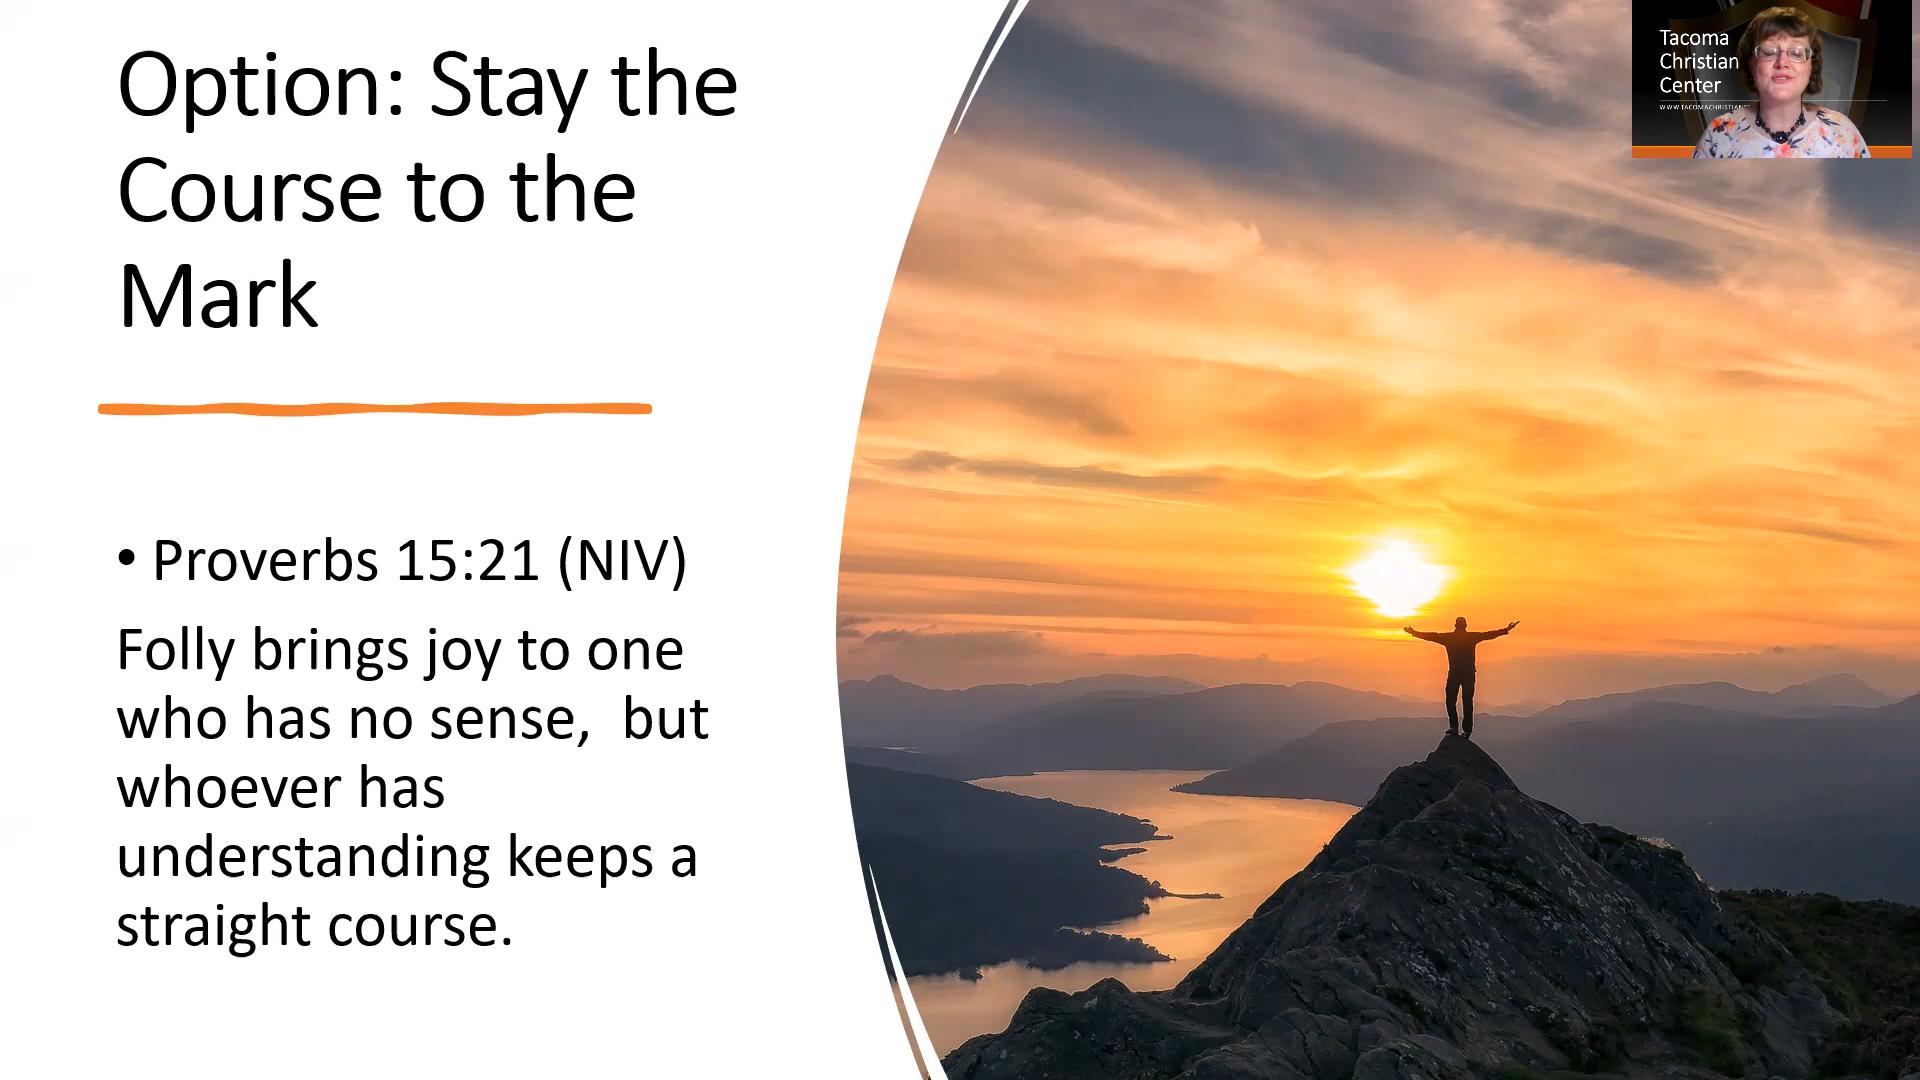 Option: Stay the
Course to the
Mark
• Proverbs 15:21 (NIV)
Folly brings joy to one
who has no sense,  but
whoever has
understanding keeps a
straight course.
Tacoma
Christian
Center